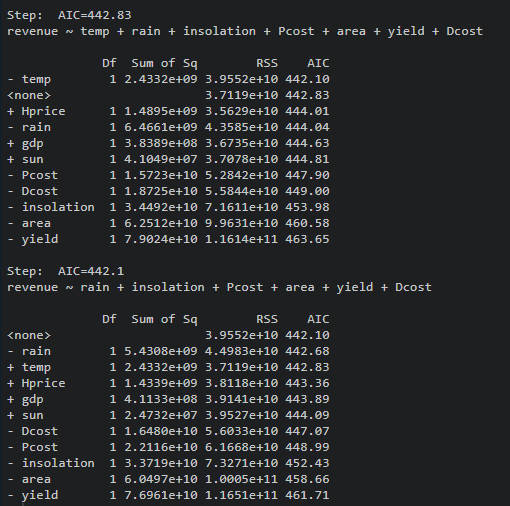 Step:  AIC=442.83
revenue ~ temp + rain + insolation + Pcost + area + yield + Dcost
Df  Sum of Sq        RSS    AIC
- temp        1 2.4332e+09 3.9552e+10 442.10
<none>                     3.7119e+10 442.83
+ Hprice      1 1.4895e+09 3.5629e+10 444.01
- rain        1 6.4661e+09 4.3585e+10 444.04
+ gdp         1 3.8389e+08 3.6735e+10 444.63
+ sun         1 4.1049e+07 3.7078e+10 444.81
- Pcost       1 1.5723e+10 5.2842e+10 447.90
- Dcost       1 1.8725e+10 5.5844e+10 449.00
- insolation  1 3.4492e+10 7.1611e+10 453.98
- area        1 6.2512e+10 9.9631e+10 460.58
- yield       1 7.9024e+10 1.1614e+11 463.65
Step:  AIC=442.1
revenue ~ rain + insolation + Pcost + area + yield + Dcost
Df  Sum of Sq        RSS    AIC
<none>                     3.9552e+10 442.10
- rain        1 5.4308e+09 4.4983e+10 442.68
+ temp        1 2.4332e+09 3.7119e+10 442.83
+ Hprice      1 1.4339e+09 3.8118e+10 443.36
+ gdp         1 4.1133e+08 3.9141e+10 443.89
+ sun         1 2.4732e+07 3.9527e+10 444.09
- Dcost       1 1.6480e+10 5.6033e+10 447.07
- Pcost       1 2.2116e+10 6.1668e+10 448.99
- insolation  1 3.3719e+10 7.3271e+10 452.43
- area        1 6.0497e+10 1.0005e+11 458.66
- yield       1 7.6961e+10 1.1651e+11 461.71